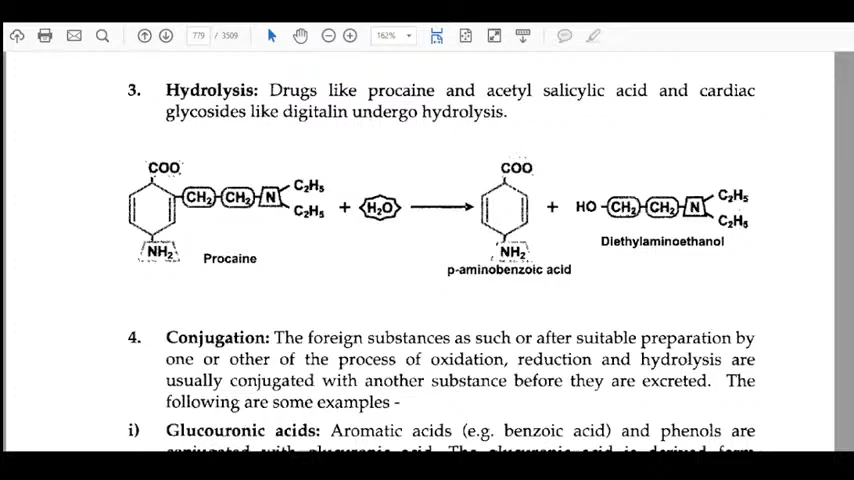 779 / 3509
162%
3. Hydrolysis: Drugs like procaine and acetyl salicylic acid and cardiac
glycosides like digitalin undergo hydrolysis.
COO
CH₂ CH₂ N C₂H₅
C₂H₅
NH₂
Procaine
+ H₂O
COO
NH₂
p-aminobenzoic acid
+ HO CH₂ CH₂ N C₂H₅
C₂H₅
Diethylaminoethanol
4. Conjugation: The foreign substances as such or after suitable preparation by
one or other of the process of oxidation, reduction and hydrolysis are
usually conjugated with another substance before they are excreted. The
following are some examples -
i) Glucouronic acids: Aromatic acids (e.g. benzoic acid) and phenols are